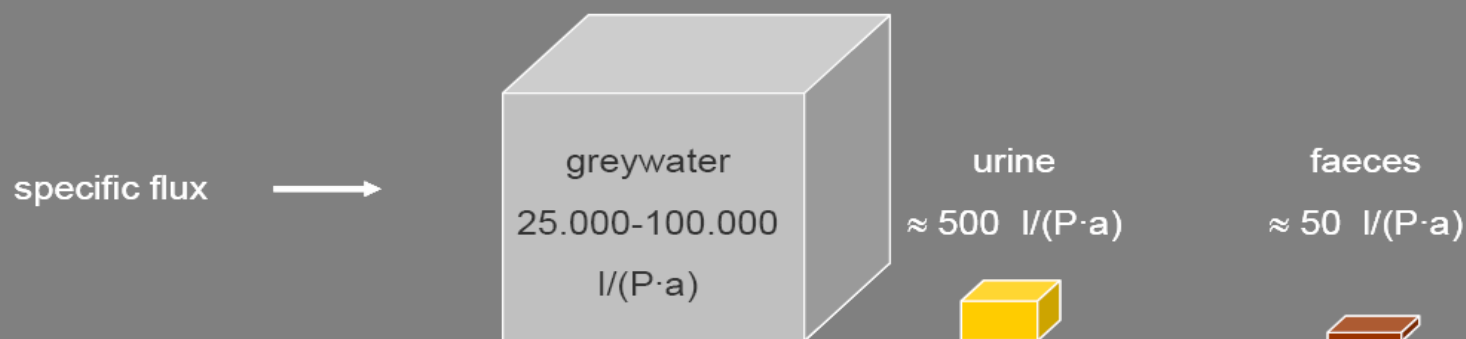 specific flux
greywater
25.000-100.000
l/(P·a)
urine
≈ 500 l/(P·a)
faeces
≈ 50 l/(P·a)